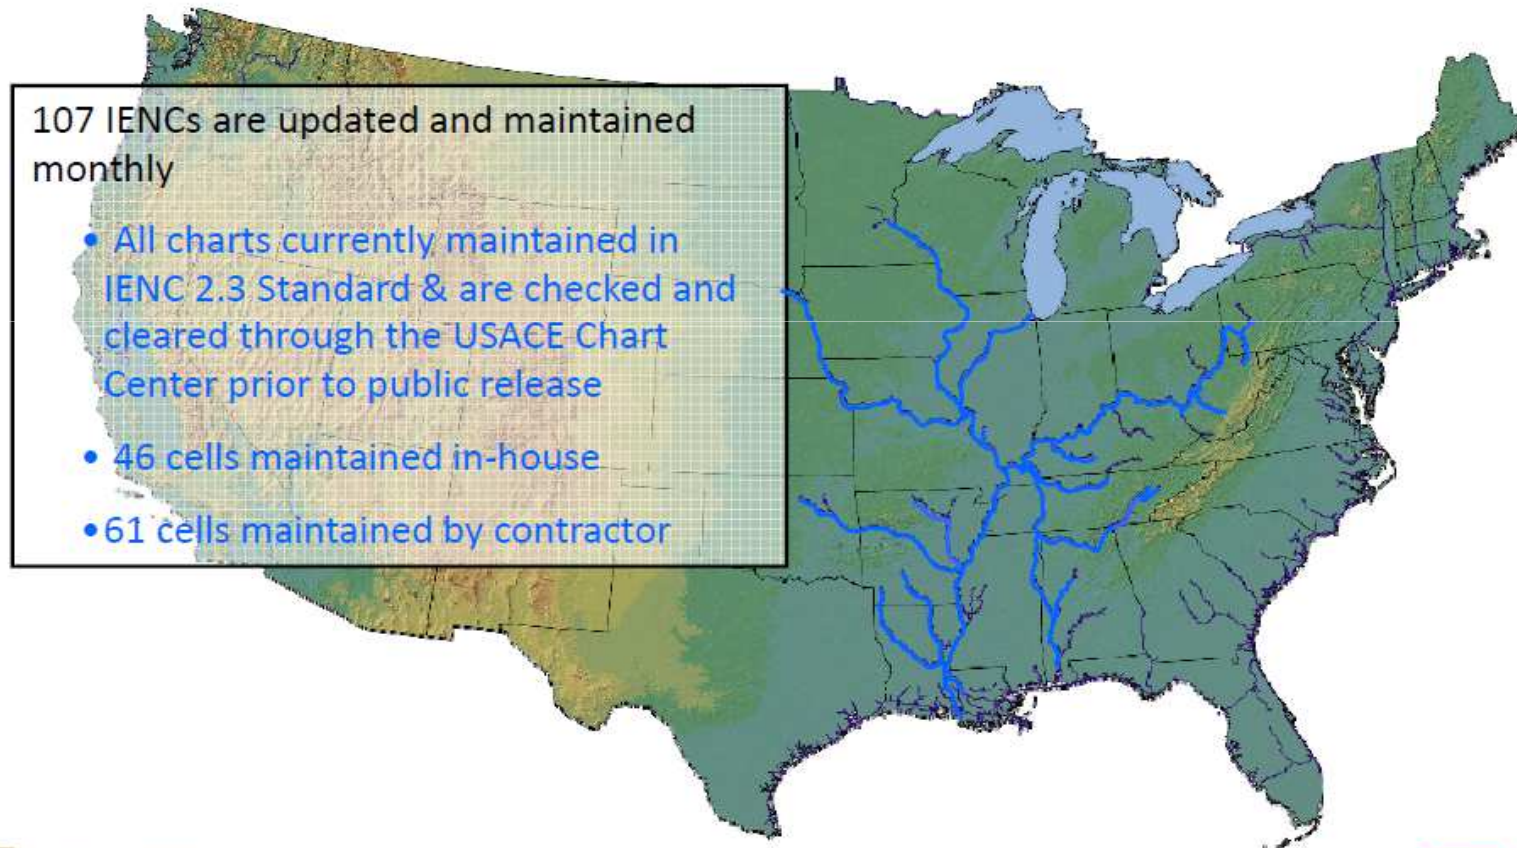 107 IENCs are updated and maintained
monthly
• All charts currently maintained in
IENC 2.3 Standard & are checked and
cleared through the USACE Chart
Center prior to public release
• 46 cells maintained in-house
• 61 cells maintained by contractor